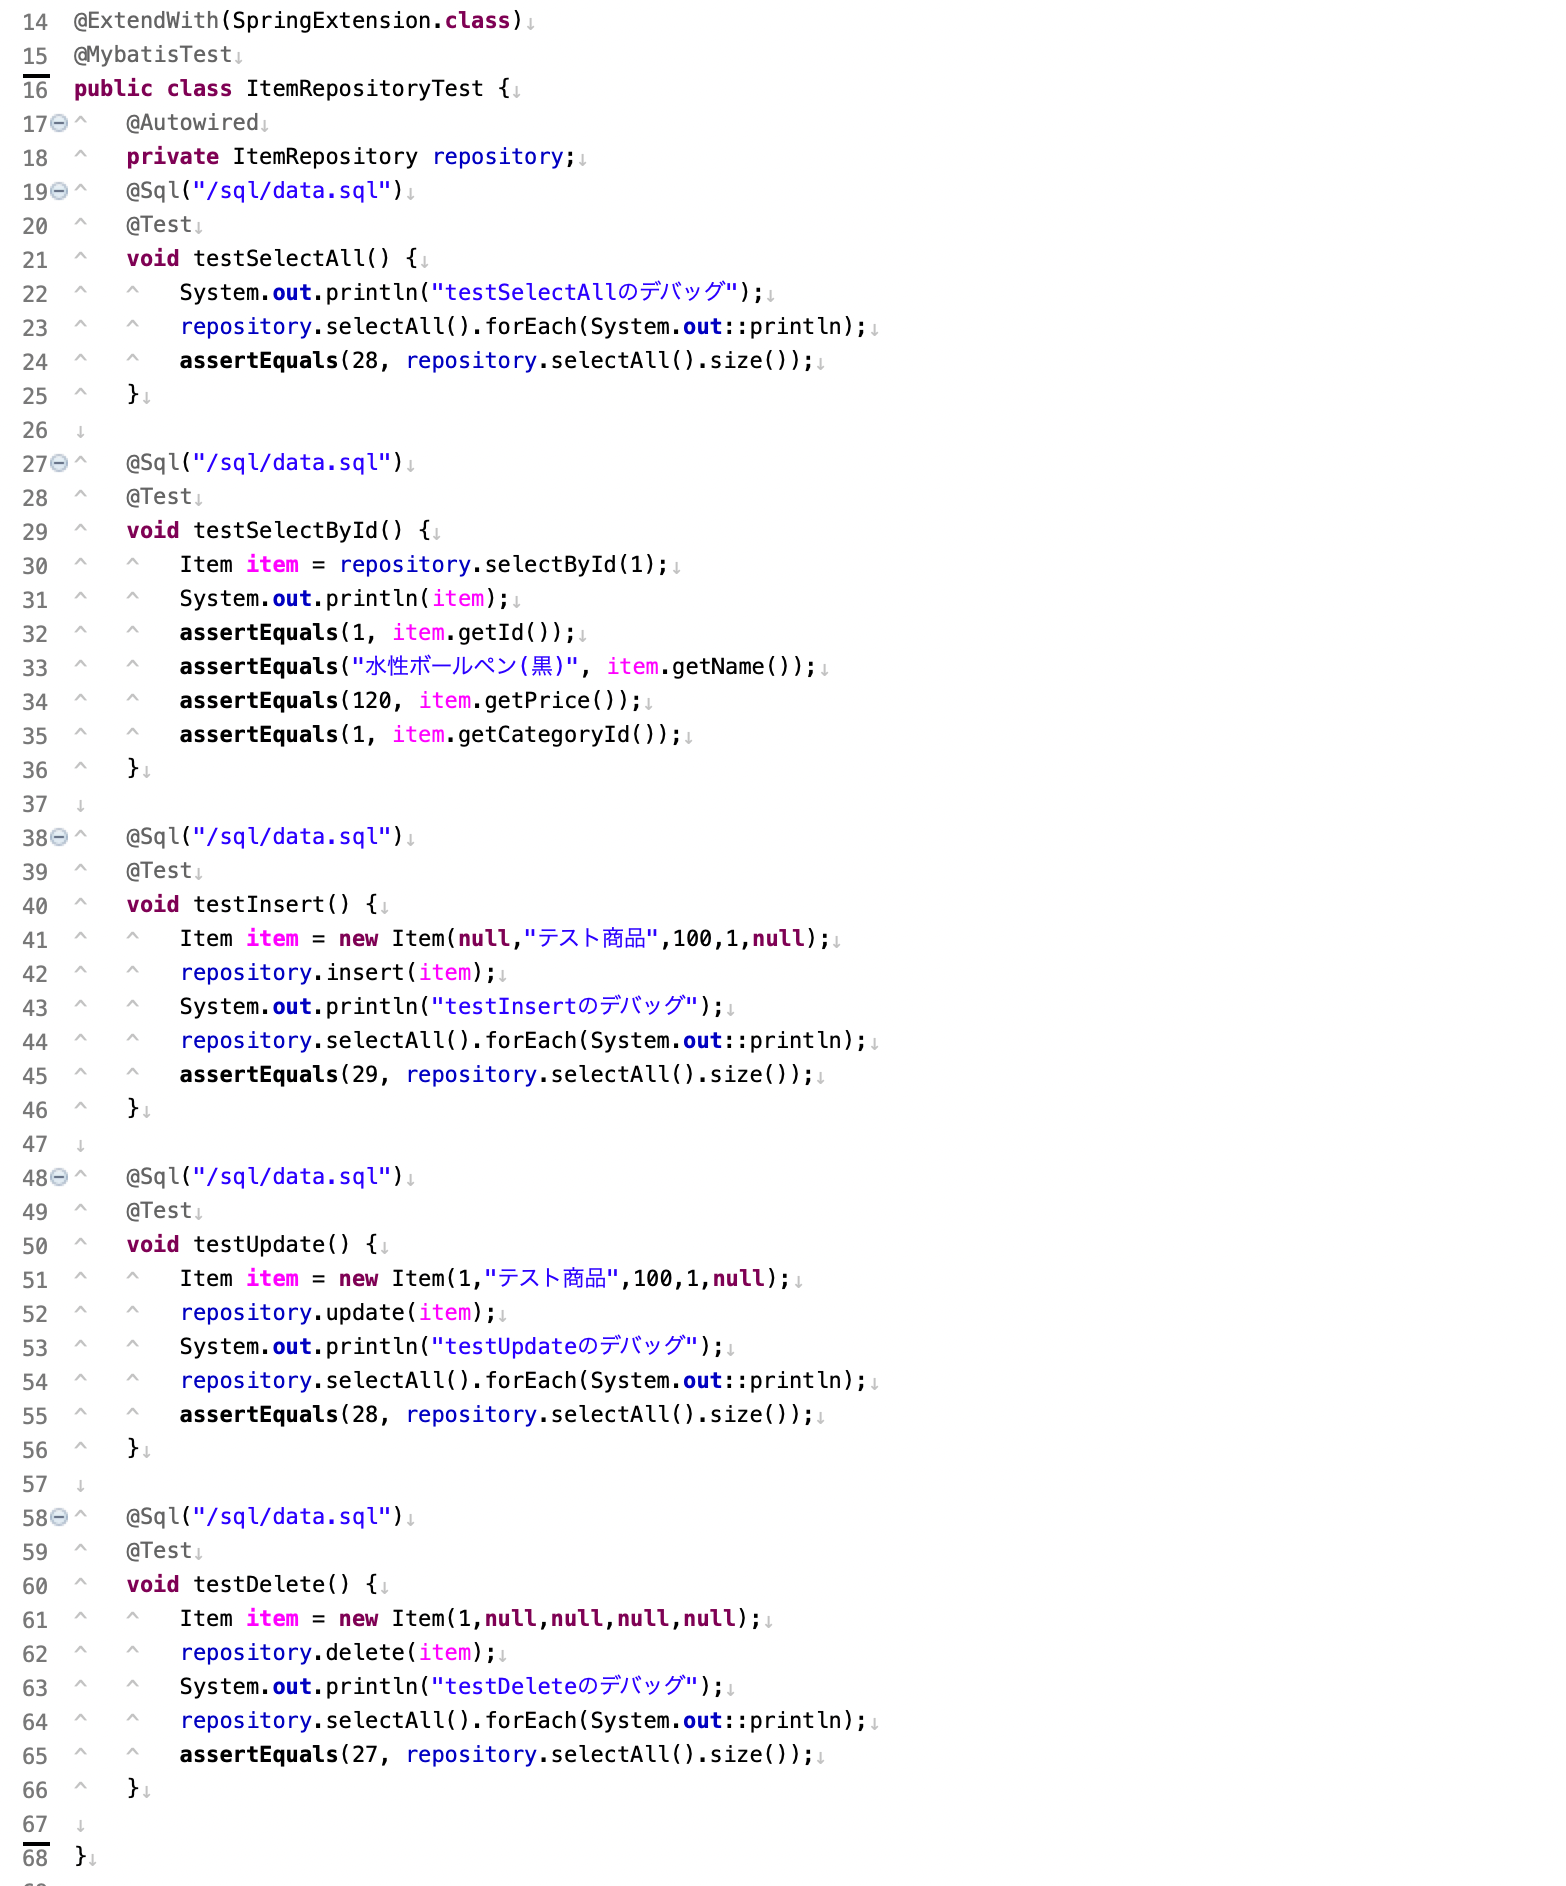 14 @ExtendWith(SpringExtension.class)↓
15 @MybatisTest↓
16 public class ItemRepositoryTest {↓
17 ^ @Autowired↓
18 ^ private ItemRepository repository;↓
19 ^ @Sql("/sql/data.sql")↓
20 ^ @Test↓
21 ^ void testSelectAll() {↓
22 ^ ^ System.out.println("testSelectAllのデバッグ");↓
23 ^ ^ repository.selectAll().forEach(System.out::println);↓
24 ^ ^ assertEquals(28, repository.selectAll().size());↓
25 ^ }↓
26 ↓
27 ^ @Sql("/sql/data.sql")↓
28 ^ @Test↓
29 ^ void testSelectById() {↓
30 ^ ^ Item item = repository.selectById(1);↓
31 ^ ^ System.out.println(item);↓
32 ^ ^ assertEquals(1, item.getId());↓
33 ^ ^ assertEquals("水性ボールペン(黒)", item.getName());↓
34 ^ ^ assertEquals(120, item.getPrice());↓
35 ^ ^ assertEquals(1, item.getCategoryId());↓
36 ^ }↓
37 ↓
38 ^ @Sql("/sql/data.sql")↓
39 ^ @Test↓
40 ^ void testInsert() {↓
41 ^ ^ Item item = new Item(null,"テスト商品",100,1,null);↓
42 ^ ^ repository.insert(item);↓
43 ^ ^ System.out.println("testInsertのデバッグ");↓
44 ^ ^ repository.selectAll().forEach(System.out::println);↓
45 ^ ^ assertEquals(29, repository.selectAll().size());↓
46 ^ }↓
47 ↓
48 ^ @Sql("/sql/data.sql")↓
49 ^ @Test↓
50 ^ void testUpdate() {↓
51 ^ ^ Item item = new Item(1,"テスト商品",100,1,null);↓
52 ^ ^ repository.update(item);↓
53 ^ ^ System.out.println("testUpdateのデバッグ");↓
54 ^ ^ repository.selectAll().forEach(System.out::println);↓
55 ^ ^ assertEquals(28, repository.selectAll().size());↓
56 ^ }↓
57 ↓
58 ^ @Sql("/sql/data.sql")↓
59 ^ @Test↓
60 ^ void testDelete() {↓
61 ^ ^ Item item = new Item(1,null,null,null,null);↓
62 ^ ^ repository.delete(item);↓
63 ^ ^ System.out.println("testDeleteのデバッグ");↓
64 ^ ^ repository.selectAll().forEach(System.out::println);↓
65 ^ ^ assertEquals(27, repository.selectAll().size());↓
66 ^ }↓
67 ↓
68 }↓